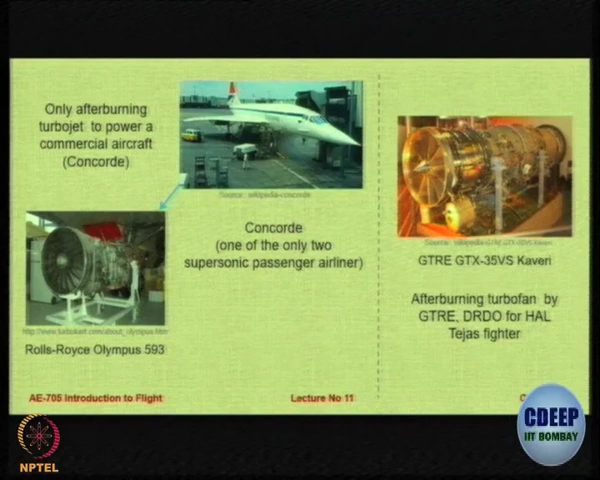 Only afterburning
turbojet to power a
commercial aircraft
(Concorde)
Source : wikipedia-concorde
http://www.turbokart.com/about_olympus.htm
Rolls-Royce Olympus 593
Concorde
(one of the only two
supersonic passenger airliner)
Source: wikipedia-GTRE GTX-35VS Kaveri
GTRE GTX-35VS Kaveri
Afterburning turbofan by
GTRE, DRDO for HAL
Tejas fighter
AE-705 Introduction to Flight
Lecture No 11
CDEEP
IIT BOMBAY
NPTEL